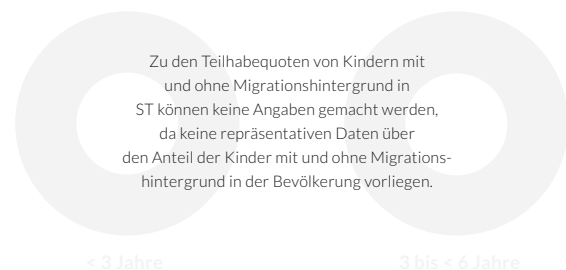 Zu den Teilhabequoten von Kindern mit
und ohne Migrationshintergrund in
ST können keine Angaben gemacht werden,
da keine repräsentativen Daten über
den Anteil der Kinder mit und ohne Migrations-
hintergrund in der Bevölkerung vorliegen.
< 3 Jahre
3 bis < 6 Jahre